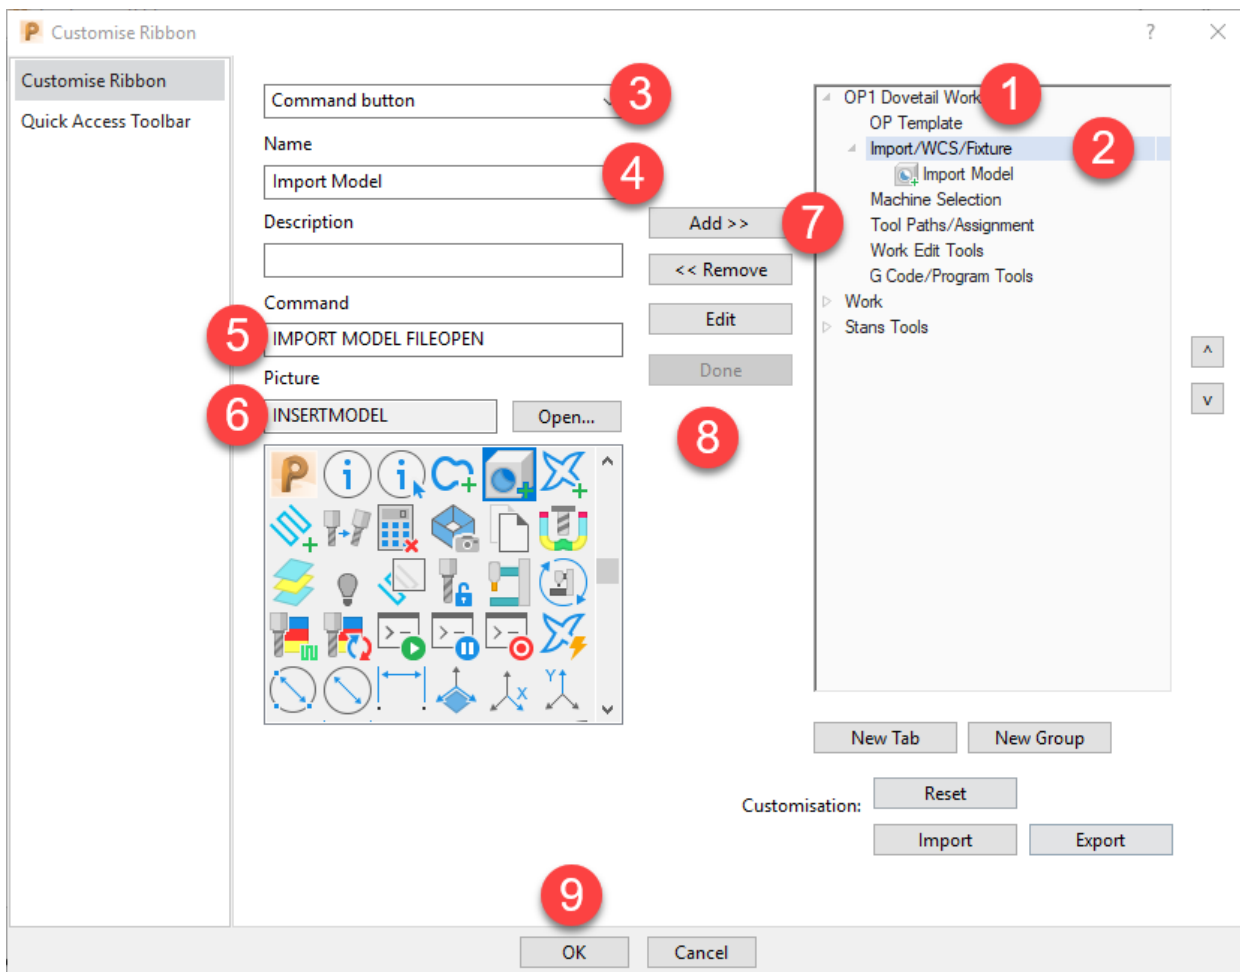 Customise Ribbon
?
Customise Ribbon
Quick Access Toolbar
Command button
3
Name
Import Model
4
Description
Command
5
IMPORT MODEL FILEOPEN
Picture
6
INSERTMODEL
Open...
Add >>
7
<< Remove
Edit
Done
8
OP1 Dovetail Work
1
OP Template
Import/WCS/Fixture
2
Import Model
Machine Selection
Tool Paths/Assignment
Work Edit Tools
G Code/Program Tools
Work
Stans Tools
^
v
New Tab
New Group
Customisation:
Reset
Import
Export
9
OK
Cancel